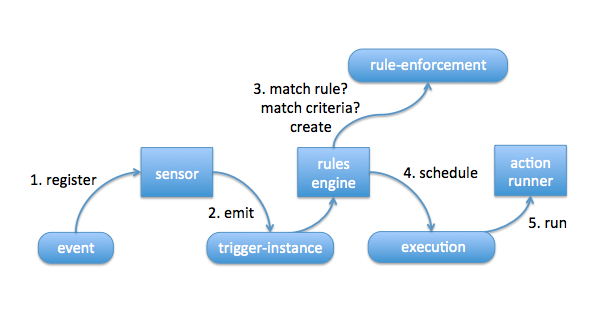 rule-enforcement
3. match rule?
match criteria?
create
1. register
sensor
rules
engine
4. schedule
action
runner
2. emit
5. run
event
trigger-instance
execution